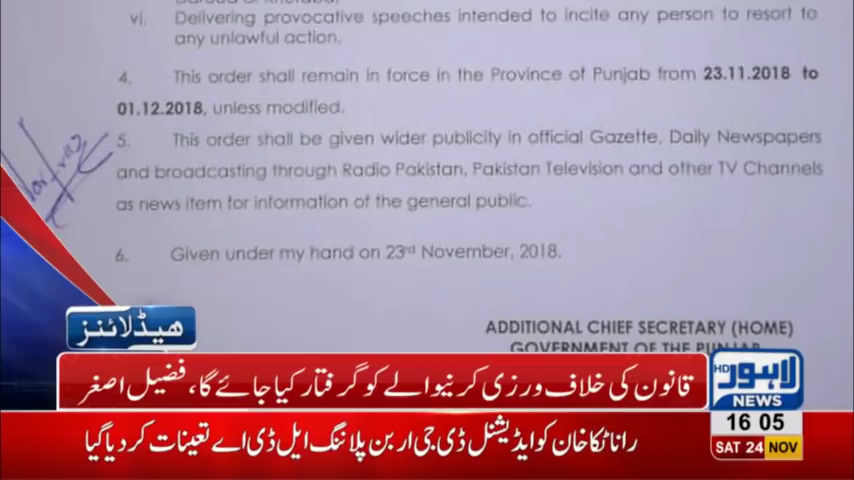 vi. Delivering provocative speeches intended to incite any person to resort to
any unlawful action.
4. This order shall remain in force in the Province of Punjab from 23.11.2018 to
01.12.2018, unless modified.
5. This order shall be given wider publicity in official Gazette, Daily Newspapers
and broadcasting through Radio Pakistan, Pakistan Television and other TV Channels
as news item for information of the general public.
6. Given under my hand on 23rd November, 2018.
ADDITIONAL CHIEF SECRETARY (HOME)
GOVERNMENT OF THE PUNJAB
ھیڈلائنز
قانون کی خلاف ورزی کرنیوالے کو گرفتار کیا جائے گا، فضیل اصغر
رانا ٹکا خان کو ایڈیشنل ڈی جی اربن پلاننگ ایل ڈی اے تعینات کر دیا گیا
HD لاہور
NEWS
16 05
SAT 24 NOV